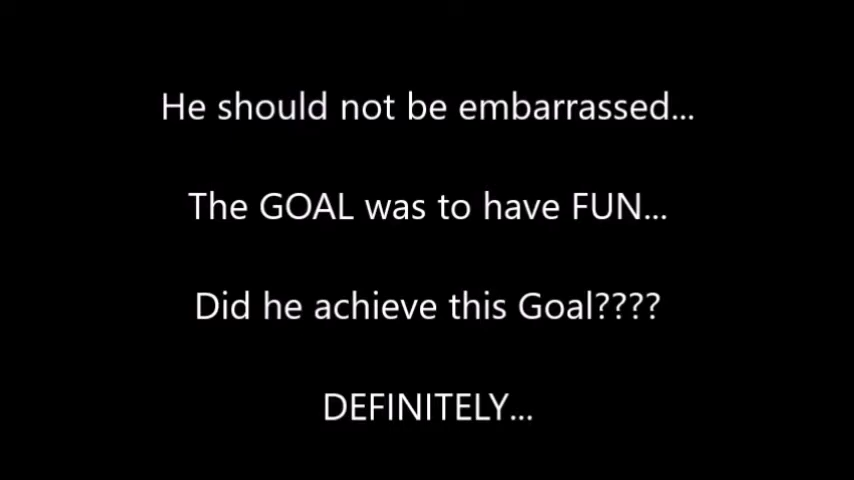 He should not be embarrassed...
The GOAL was to have FUN...
Did he achieve this Goal????
DEFINITELY...